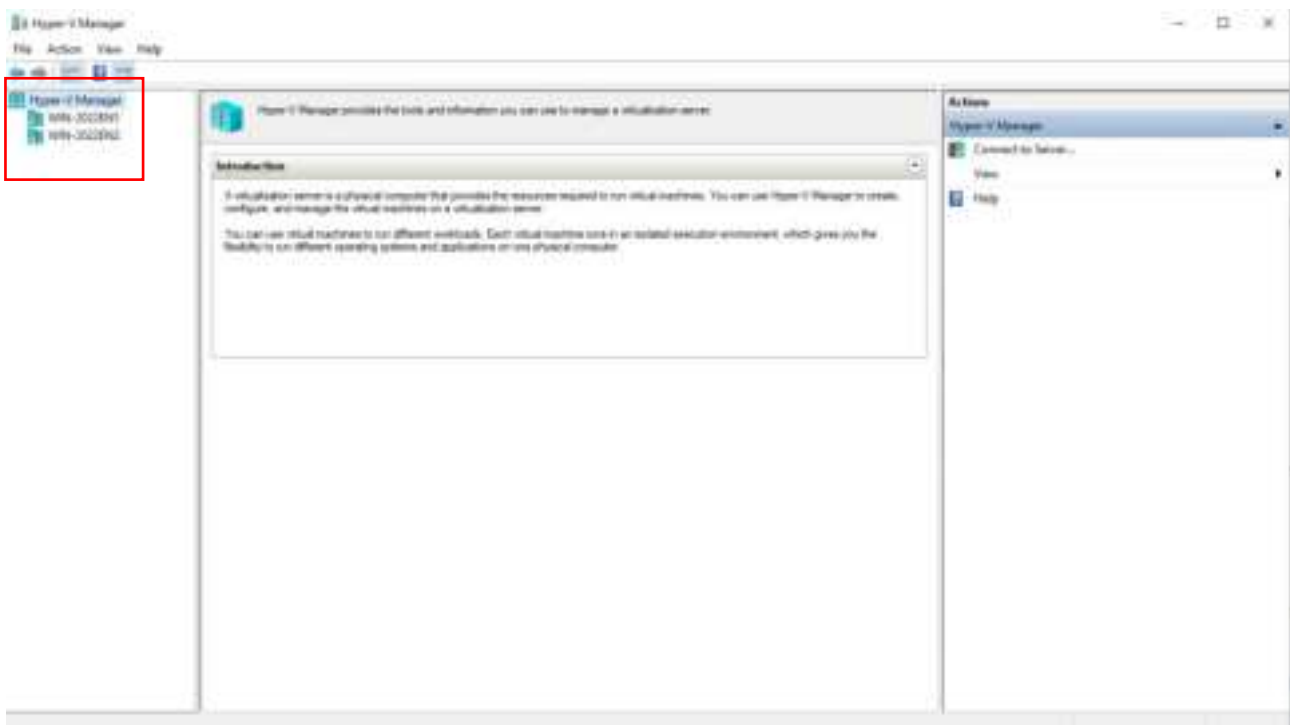 Hyper-V Manager
File Action View Help
Hyper-V Manager
WIN-2022EN1
WIN-2022EN2
Hyper-V Manager provides the tools and information you can use to manage a virtualization server.
Introduction
A virtualization server is a physical computer that provides the resources required to run virtual machines. You can use Hyper-V Manager to create,
configure, and manage the virtual machines on a virtualization server.
You can use virtual machines to run different workloads. Each virtual machine runs in an isolated execution environment, which gives you the
flexibility to run different operating systems and applications on one physical computer.
Actions
Hyper-V Manager
Connect to Server...
View
Help